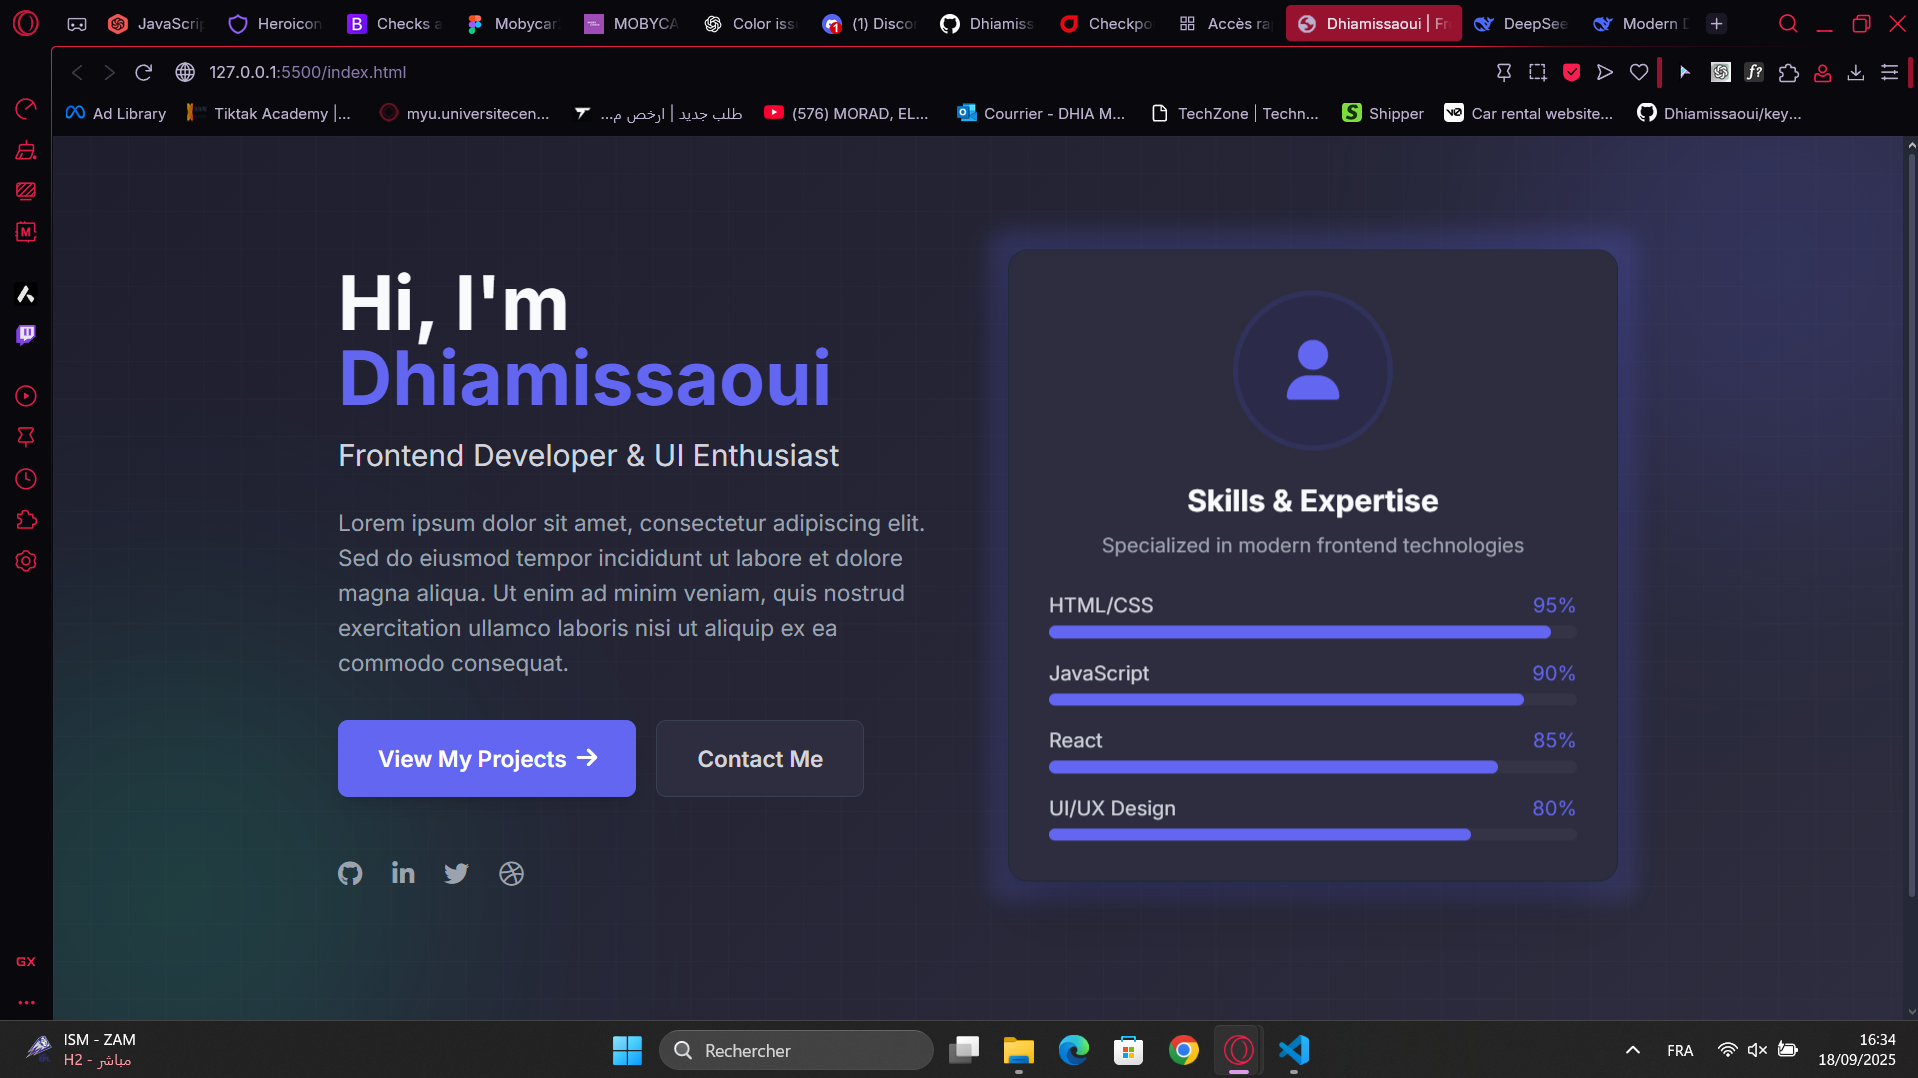 JavaScrip
Heroicon
Checks a
Mobycar
MOBYCA
Color iss
(1) Disco
Dhiamiss
Checkpo
Accès ra
Dhiamissaoui | Fr
DeepSee
Modern D
127.0.0.1:5500/index.html
Ad Library
Tiktak Academy |...
myu.universitecen...
طلب جديد | ارخص م...
(576) MORAD, EL...
Courrier - DHIA M...
TechZone | Techn...
Shipper
Car rental website...
Dhiamissaoui/key...
Hi, I'm
Dhiamissaoui
Frontend Developer & UI Enthusiast
Lorem ipsum dolor sit amet, consectetur adipiscing elit.
Sed do eiusmod tempor incididunt ut labore et dolore
magna aliqua. Ut enim ad minim veniam, quis nostrud
exercitation ullamco laboris nisi ut aliquip ex ea
commodo consequat.
View My Projects
Contact Me
Skills & Expertise
Specialized in modern frontend technologies
HTML/CSS 95%
JavaScript 90%
React 85%
UI/UX Design 80%
GX
ISM - ZAM
H2 - مباشر
Rechercher
FRA
16:34
18/09/2025